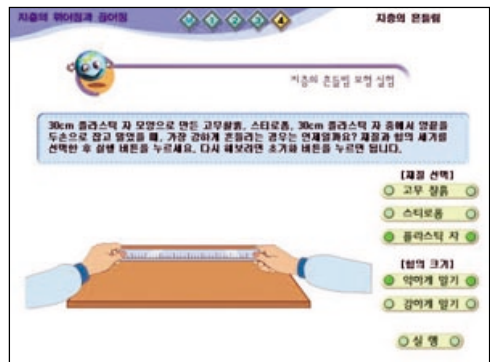 지층의 휘어짐과 끊어짐
지층의 흔들림
지층의 흔들림 모형 실험
30cm 플라스틱 자 모양으로 만든 고무찰흙, 스티로폼, 30cm 플라스틱 자 중에서 양끝을
두손으로 잡고 밀었을 때, 가장 강하게 흔들리는 경우는 언제일까요? 재질과 힘의 세기를
선택한 후 실행 버튼을 누르세요. 다시 해보려면 초기화 버튼을 누르면 됩니다.
[재질 선택]
고무 찰흙
스티로폼
플라스틱 자
[힘의 크기]
약하게 밀기
강하게 밀기
실 행